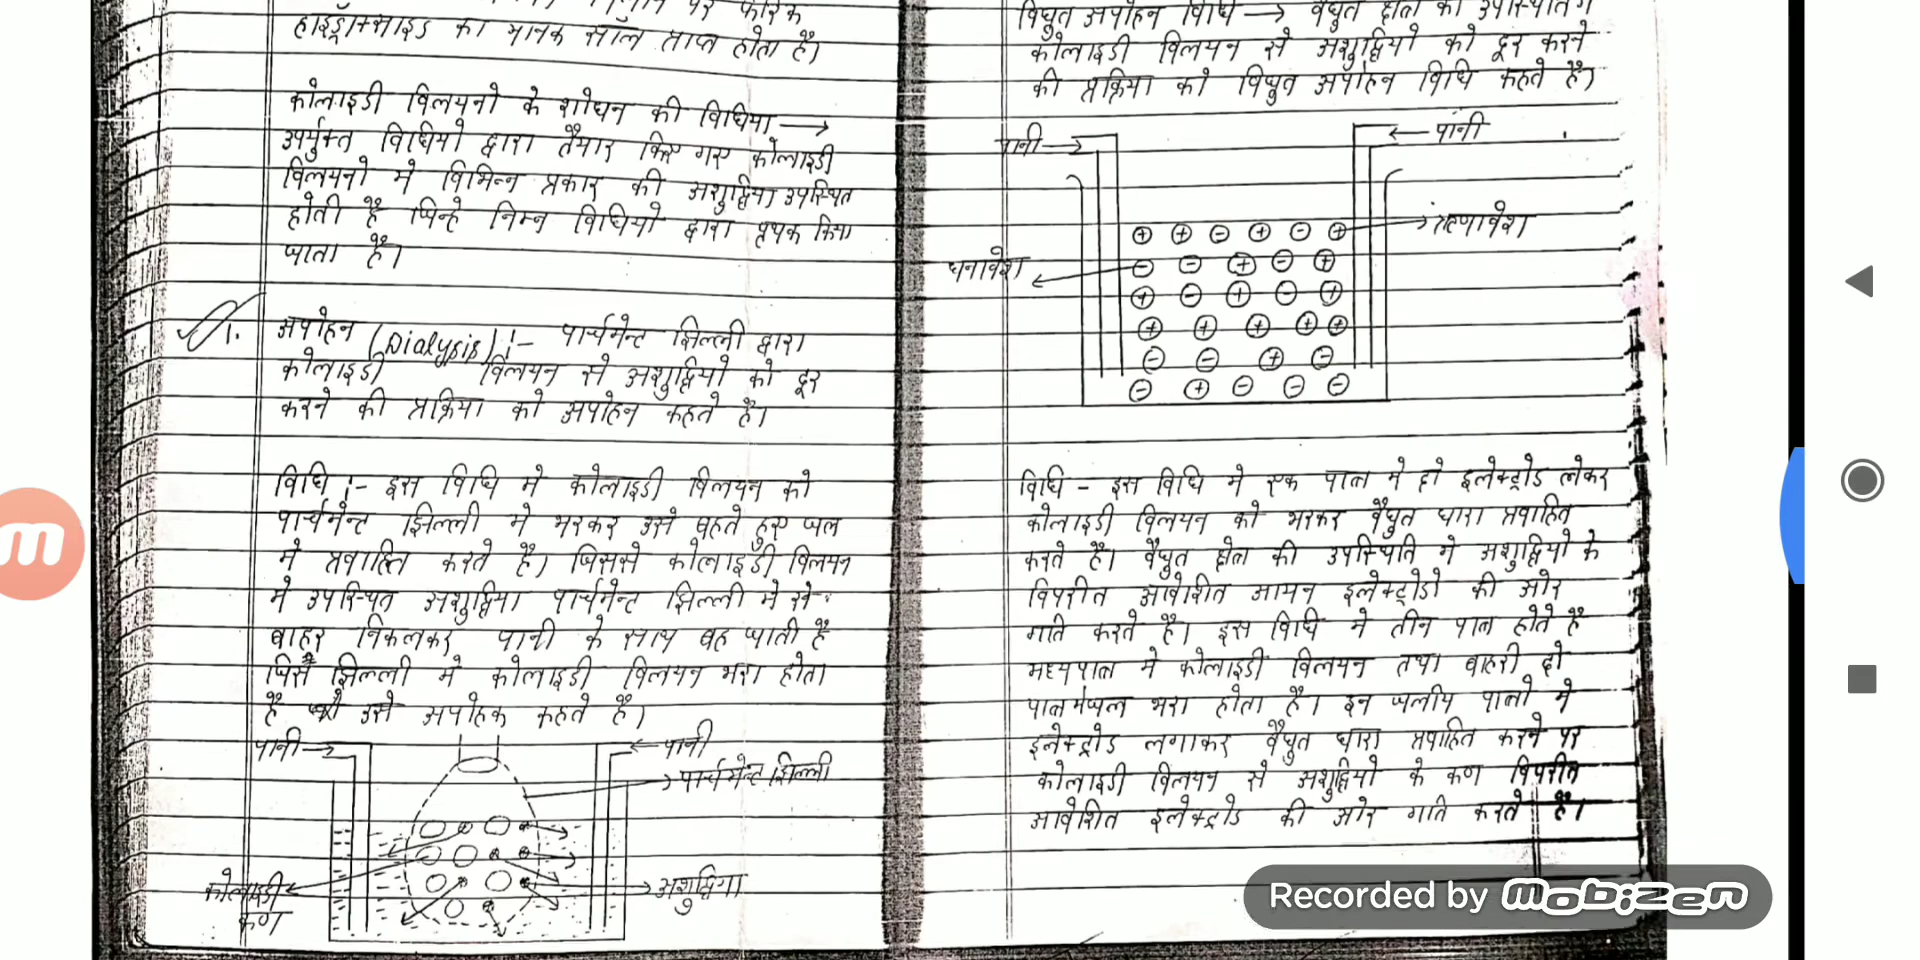 हाइड्राक्साइड का मानक सॉल प्राप्त होता है।
कोलाइडी विलयनो के शोधन की विधिया →
उपर्युक्त विधियो द्वारा तैयार किए गए कोलाइडी
विलयनो मे विभिन्न प्रकार की अशुद्धिया उपस्थित
होती है जिन्हे निम्न विधियो द्वारा पृथक किया
जाता है।
1. अपोहन (Dialysis) :- पार्चमेन्ट झिल्ली द्वारा
कोलाइडी विलयन से अशुद्धियो को दूर
करने की प्रक्रिया को अपोहन कहते है।
विधि :- इस विधि मे कोलाइडी विलयन को
पार्चमेन्ट झिल्ली मे भरकर उसे बहते हुए जल
मे प्रवाहित करते है। जिससे कोलाइडी विलयन
मे उपस्थित अशुद्धिया पार्चमेन्ट झिल्ली मे से
बाहर निकलकर पानी के साथ बह जाती है
जिस झिल्ली मे कोलाइडी विलयन भरा होता
है उसे अपोहक कहते है।
पानी→
←पानी
→पार्चमेन्ट झिल्ली
कोलाइडी
कण
→अशुद्धिया
विधुत अपोहन विधि → वैधुत क्षेत्र की उपस्थिति
कोलाइडी विलयन से अशुद्धियो को दूर करने
की प्रक्रिया को विधुत अपोहन विधि कहते है।
पानी→
←पानी
→ऋणावेश
धनावेश
विधि - इस विधि मे एक पात्र मे दो इलेक्ट्रोड लेकर
कोलाइडी विलयन को भरकर वैधुत धारा प्रवाहित
करते है। वैधुत क्षेत्र की उपस्थिति मे अशुद्धियो के
विपरीत आवेशित आयन इलेक्ट्रोडो की ओर
गति करते है। इस विधि मे तीन पात्र होते है
मध्यपात्र मे कोलाइडी विलयन तथा बाहरी दो
पात्र मे जल भरा होता है। इन जलीय पात्रो मे
इलेक्ट्रोड लगाकर वैधुत धारा प्रवाहित करने पर
कोलाइडी विलयन से अशुद्धियो के कण विपरीत
आवेशित इलेक्ट्रोड की ओर गति करते है।
Recorded by mobizen